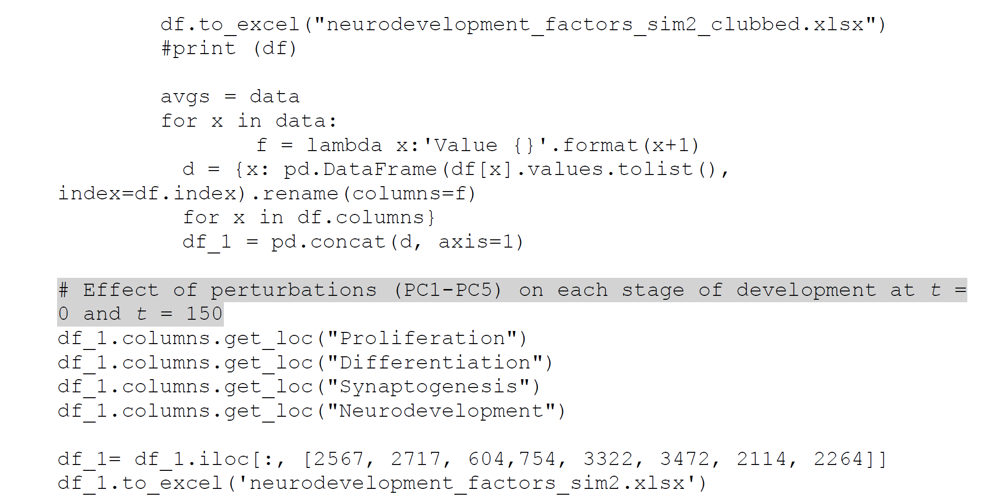 df.to_excel("neurodevelopment_factors_sim2_clubbed.xlsx")
#print (df)
avgs = data
for x in data:
f = lambda x:'Value {}'.format(x+1)
d = {x: pd.DataFrame(df[x].values.tolist(),
index=df.index).rename(columns=f)
for x in df.columns}
df_1 = pd.concat(d, axis=1)
# Effect of perturbations (PC1-PC5) on each stage of development at t =
0 and t = 150
df_1.columns.get_loc("Proliferation")
df_1.columns.get_loc("Differentiation")
df_1.columns.get_loc("Synaptogenesis")
df_1.columns.get_loc("Neurodevelopment")
df_1= df_1.iloc[:, [2567, 2717, 604,754, 3322, 3472, 2114, 2264]]
df_1.to_excel('neurodevelopment_factors_sim2.xlsx')